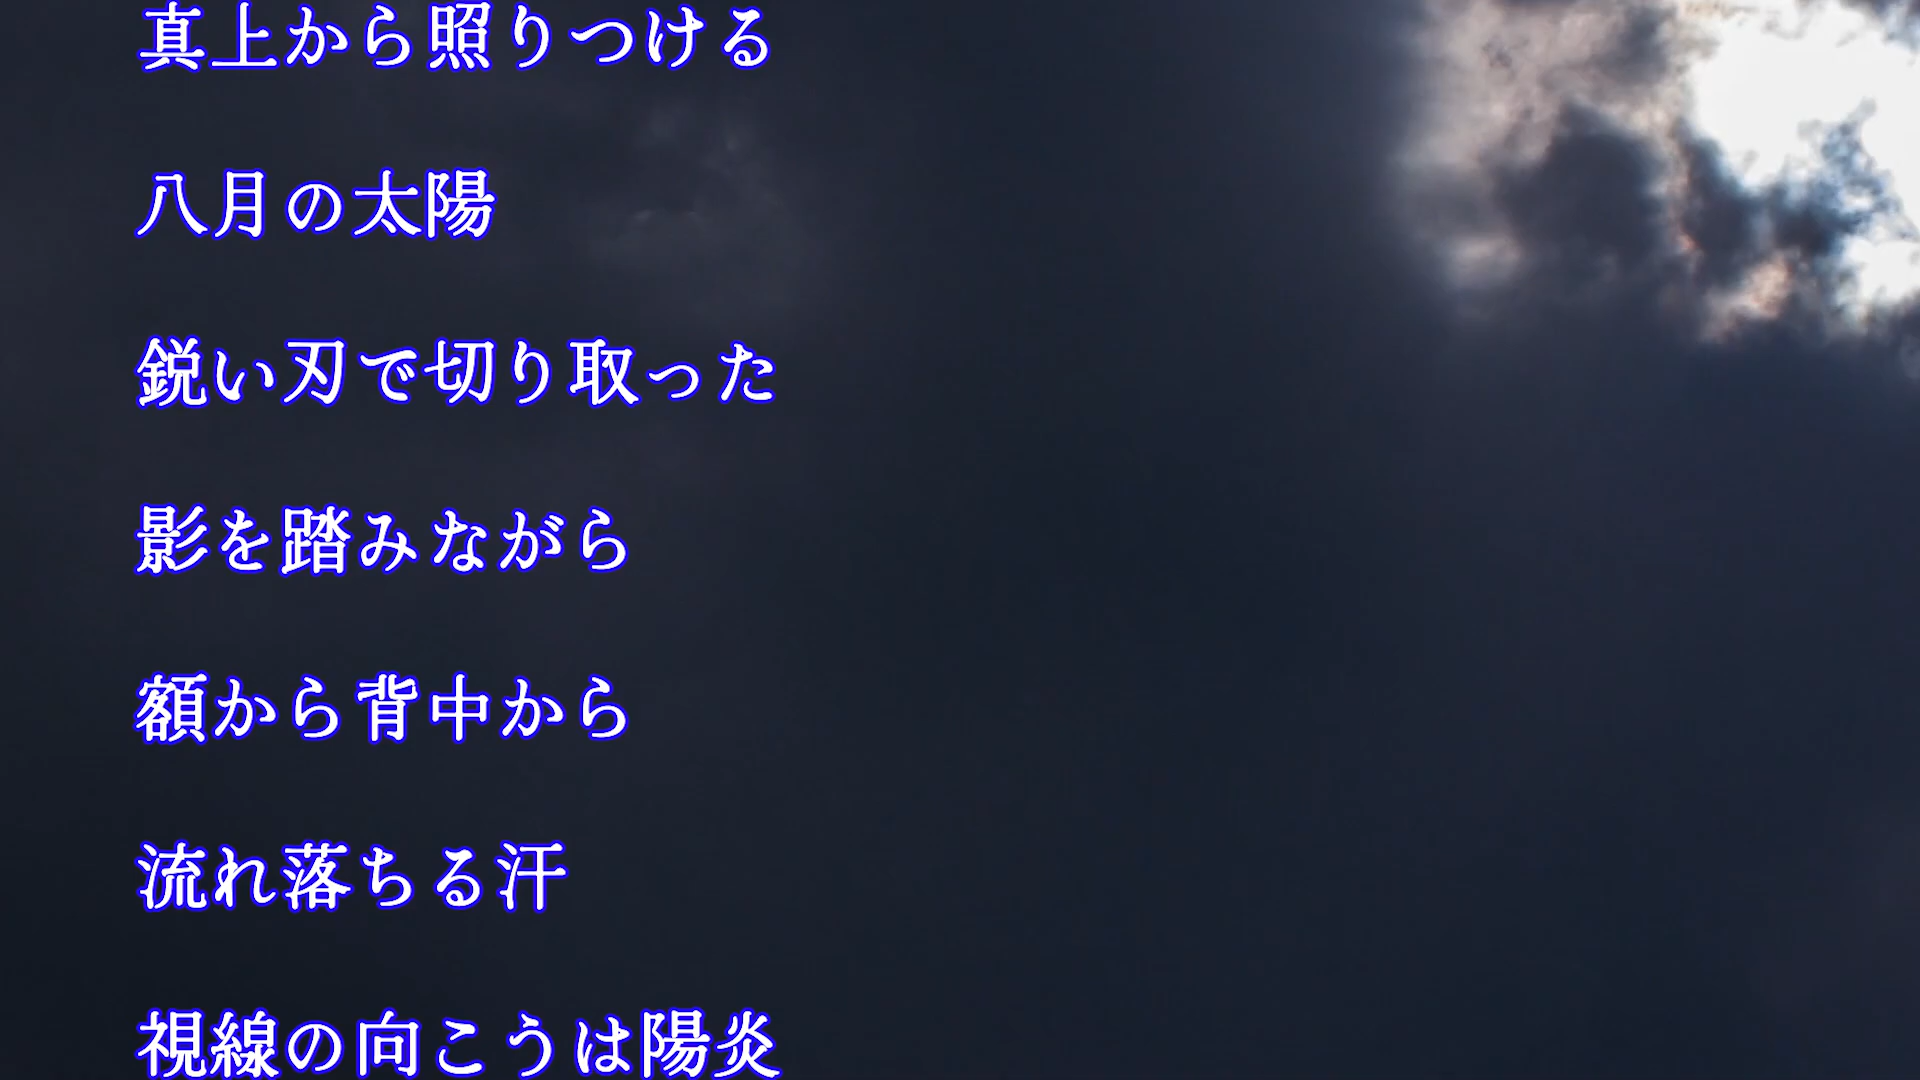 真上から照りつける
八月の太陽
鋭い刃で切り取った
影を踏みながら
額から背中から
流れ落ちる汗
視線の向こうは陽炎